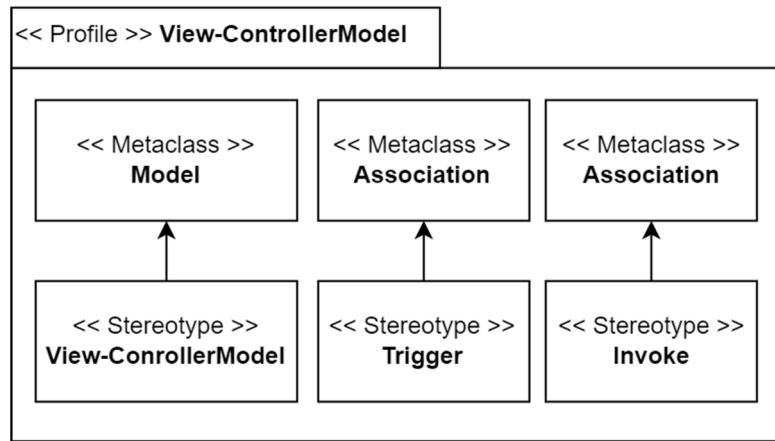 << Profile >> View-ControllerModel
<< Metaclass >>
Model
<< Metaclass >>
Association
<< Metaclass >>
Association
<< Stereotype >>
View-ConrollerModel
<< Stereotype >>
Trigger
<< Stereotype >>
Invoke